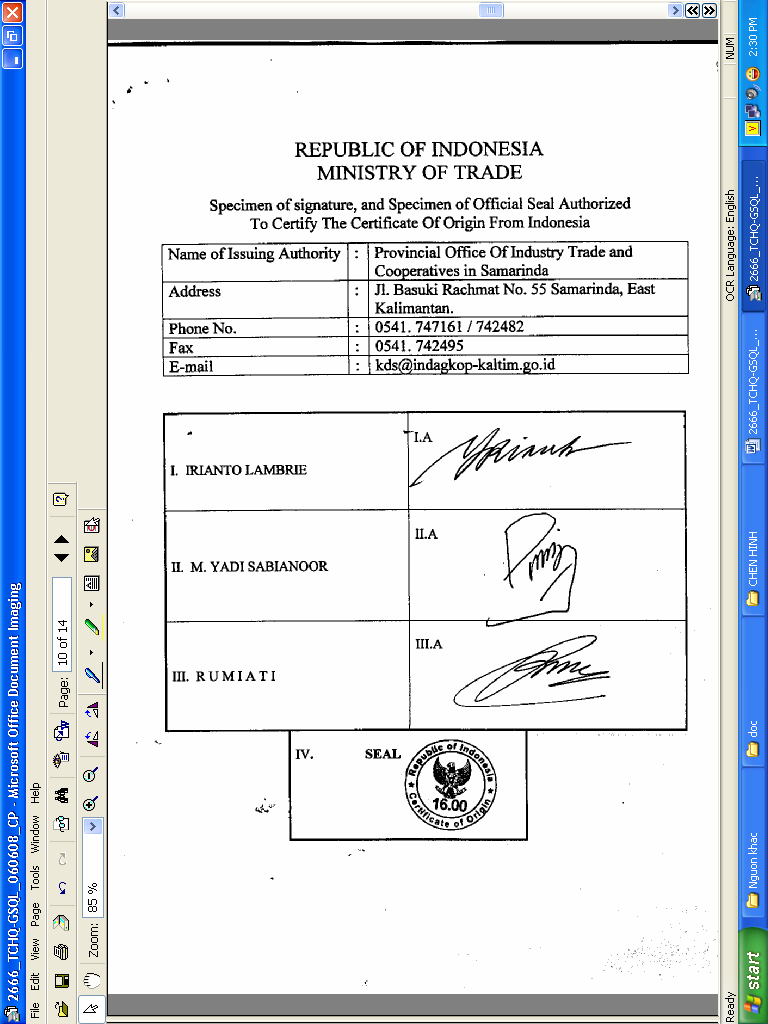 2666_TCHQ-GSQL_060608_CP - Microsoft Office Document Imaging
File Edit View Page Tools Window Help
Page: 10 of 14
Zoom: 85 %
REPUBLIC OF INDONESIA
MINISTRY OF TRADE
Specimen of signature, and Specimen of Official Seal Authorized
To Certify The Certificate Of Origin From Indonesia
Name of Issuing Authority : Provincial Office Of Industry Trade and
Cooperatives in Samarinda
Address : Jl. Basuki Rachmat No. 55 Samarinda, East
Kalimantan.
Phone No. : 0541. 747161 / 742482
Fax : 0541. 742495
E-mail : kds@indagkop-kaltim.go.id
I. IRIANTO LAMBRIE
I.A
II. M. YADI SABIANOOR
II.A
III. R U M I A T I
III.A
IV. SEAL
Republic of Indonesia
16.00
Certificate of Origin
Ready
OCR Language: English
NUM
start
Nguon khac
doc
CHEN HINH
2666_TCHQ-GSQL_...
2666_TCHQ-GSQL_...
V
2:30 PM